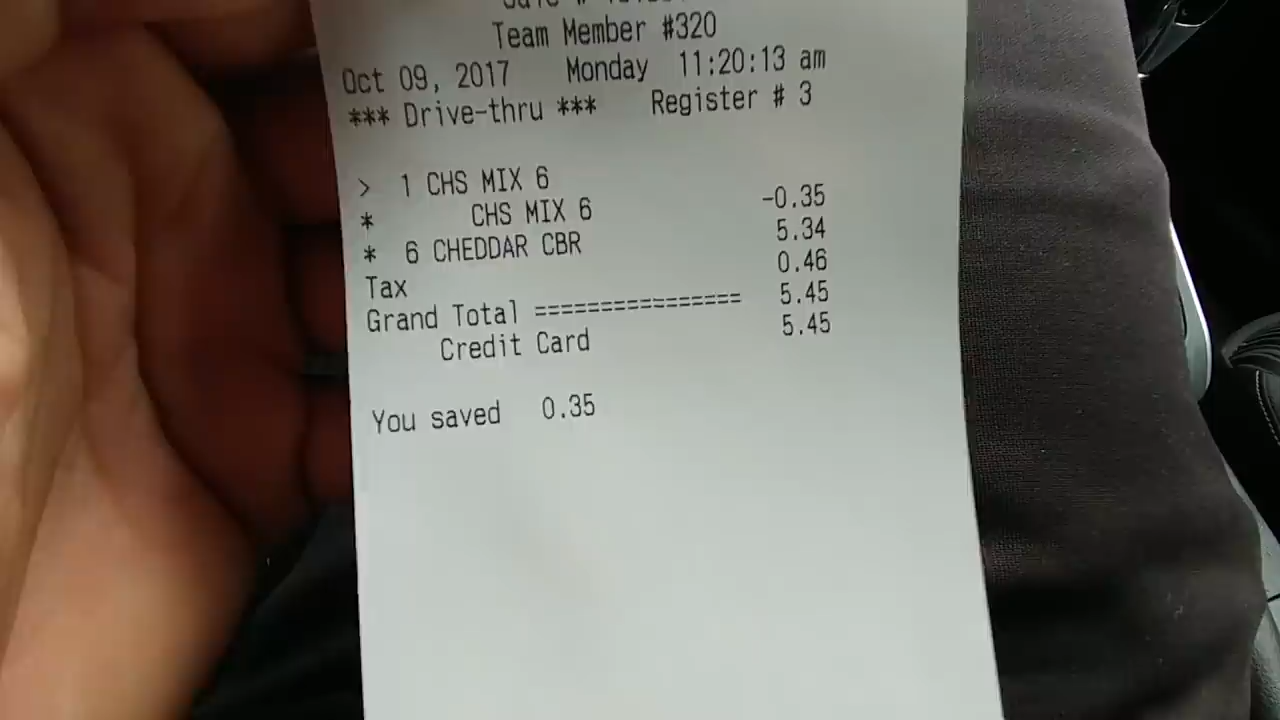 Team Member #320
Oct 09, 2017 Monday 11:20:13 am
*** Drive-thru *** Register # 3
> 1 CHS MIX 6
* CHS MIX 6 -0.35
* 6 CHEDDAR CBR 5.34
Tax 0.46
Grand Total ================ 5.45
Credit Card 5.45
You saved 0.35